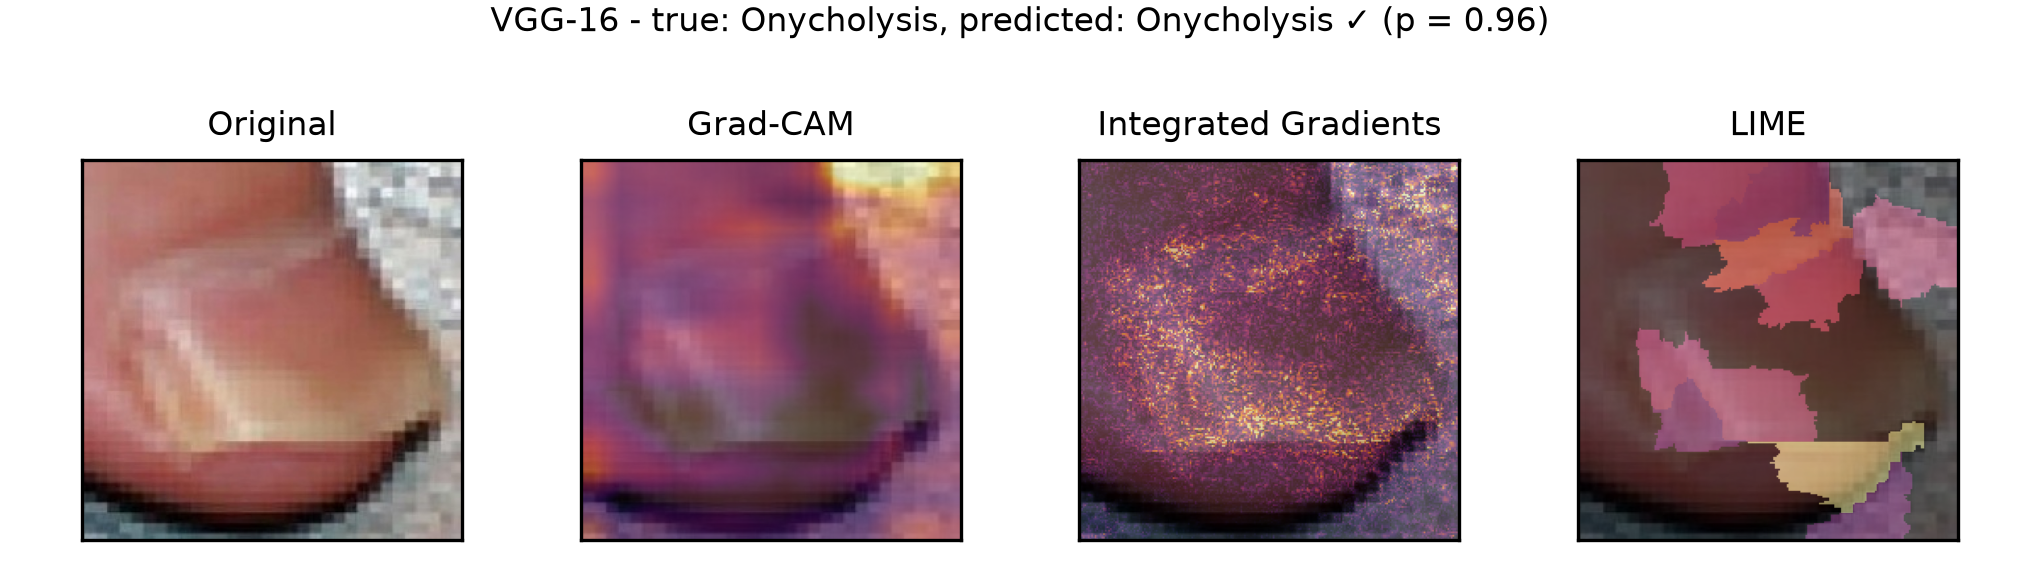 VGG-16 - true: Onycholysis, predicted: Onycholysis ✓ (p = 0.96)
Original
Grad-CAM
Integrated Gradients
LIME